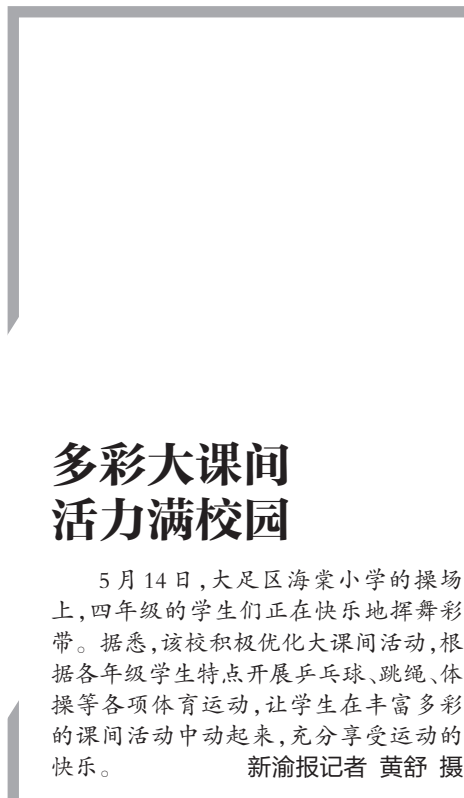 多彩大课间
活力满校园
5月14日,大足区海棠小学的操场
上,四年级的学生们正在快乐地挥舞彩
带。据悉,该校积极优化大课间活动,根
据各年级学生特点开展乒乓球、跳绳、体
操等各项体育运动,让学生在丰富多彩
的课间活动中动起来,充分享受运动的
快乐。 新渝报记者 黄舒 摄